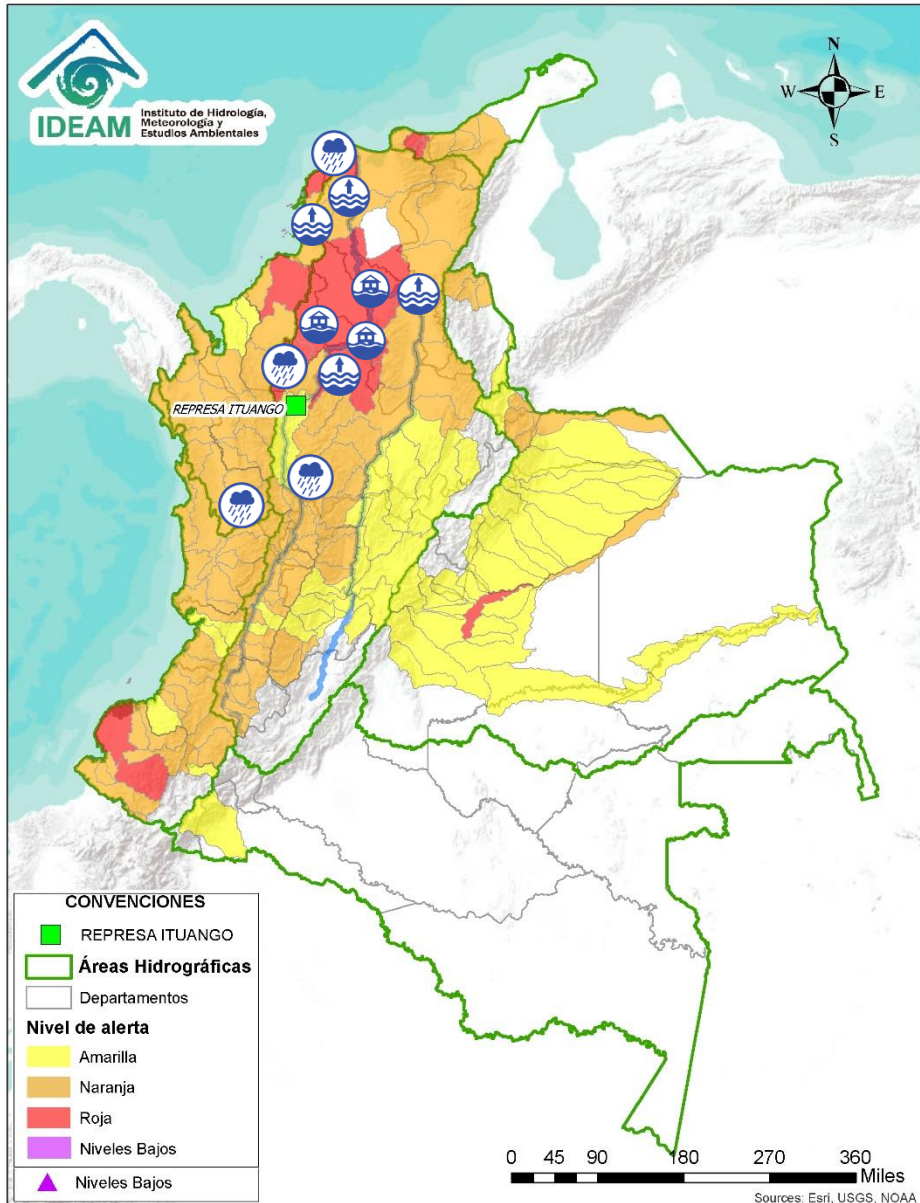 IDEAM
Instituto de Hidrología,
Meteorología y
Estudios Ambientales
N
W
E
S
REPRESA ITUANGO
CONVENCIONES
REPRESA ITUANGO
Áreas Hidrográficas
Departamentos
Nivel de alerta
Amarilla
Naranja
Roja
Niveles Bajos
Niveles Bajos
0 45 90 180 270 360
Miles
Sources: Esri, USGS, NOAA